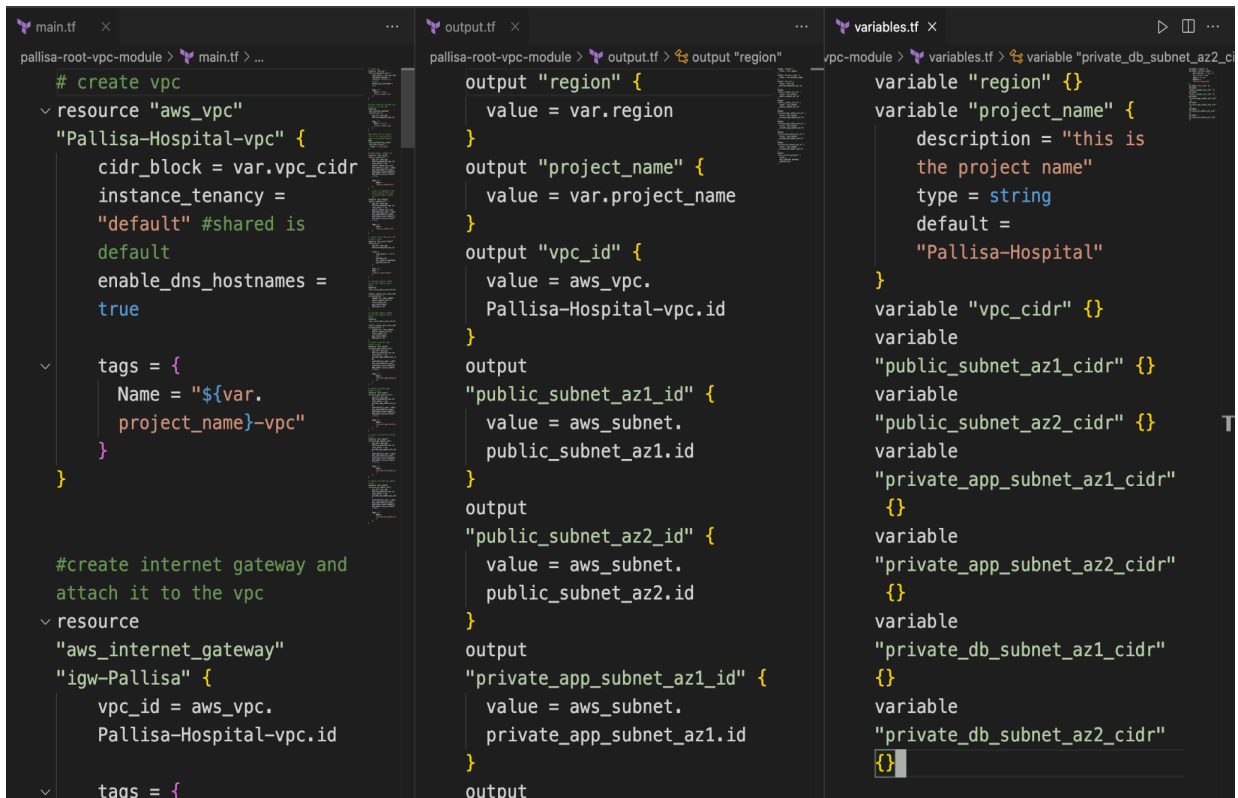 main.tf ×
pallisa-root-vpc-module > main.tf > ...
# create vpc
resource "aws_vpc"
"Pallisa-Hospital-vpc" {
cidr_block = var.vpc_cidr
instance_tenancy =
"default" #shared is
default
enable_dns_hostnames =
true
tags = {
Name = "${var.
project_name}-vpc"
}
}
#create internet gateway and
attach it to the vpc
resource
"aws_internet_gateway"
"igw-Pallisa" {
vpc_id = aws_vpc.
Pallisa-Hospital-vpc.id
tags = {
output.tf ×
pallisa-root-vpc-module > output.tf > output "region"
output "region" {
value = var.region
}
output "project_name" {
value = var.project_name
}
output "vpc_id" {
value = aws_vpc.
Pallisa-Hospital-vpc.id
}
output
"public_subnet_az1_id" {
value = aws_subnet.
public_subnet_az1.id
}
output
"public_subnet_az2_id" {
value = aws_subnet.
public_subnet_az2.id
}
output
"private_app_subnet_az1_id" {
value = aws_subnet.
private_app_subnet_az1.id
}
output
variables.tf ×
vpc-module > variables.tf > variable "private_db_subnet_az2_ci
variable "region" {}
variable "project_name" {
description = "this is
the project name"
type = string
default =
"Pallisa-Hospital"
}
variable "vpc_cidr" {}
variable
"public_subnet_az1_cidr" {}
variable
"public_subnet_az2_cidr" {}
variable
"private_app_subnet_az1_cidr"
{}
variable
"private_app_subnet_az2_cidr"
{}
variable
"private_db_subnet_az1_cidr"
{}
variable
"private_db_subnet_az2_cidr"
{}